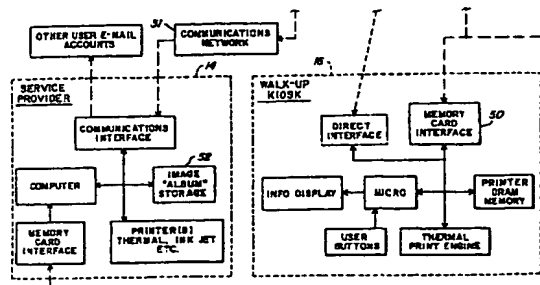 OTHER USER E-MAIL
ACCOUNTS
31
COMMUNICATIONS
NETWORK
14
SERVICE
PROVIDER
COMMUNICATIONS
INTERFACE
COMPUTER
52
IMAGE
"ALBUM"
STORAGE
MEMORY
CARD
INTERFACE
PRINTER(S)
THERMAL, INK JET
ETC.
16
WALK-UP
KIOSK
DIRECT
INTERFACE
MEMORY
CARD
INTERFACE
50
INFO DISPLAY
MICRO
PRINTER
DRAM
MEMORY
USER
BUTTONS
THERMAL
PRINT ENGINE